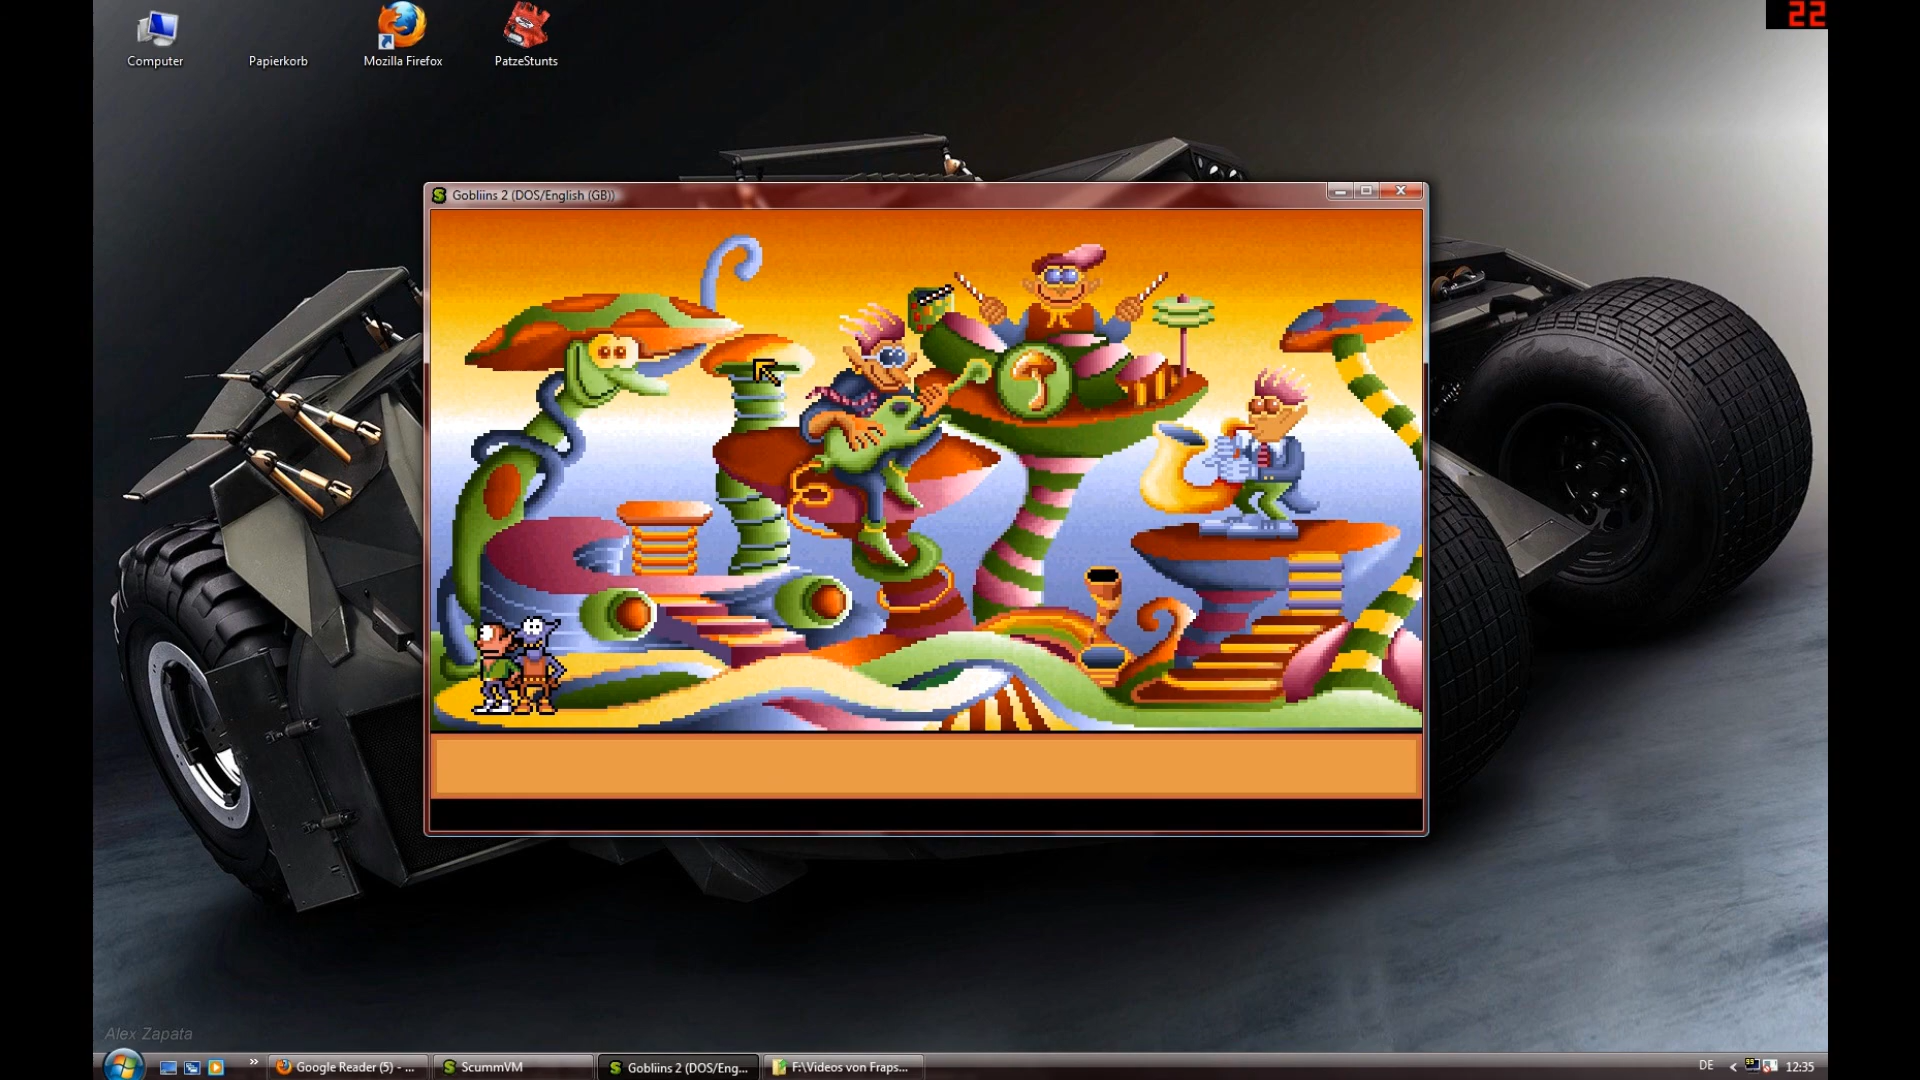 22
Computer
Papierkorb
Mozilla Firefox
PatzeStunts
Gobliins 2 (DOS/English (GB))
Alex Zapata
Google Reader (5) - ...
ScummVM
Gobliins 2 (DOS/Eng...
F:\Videos von Fraps...
DE
12:35